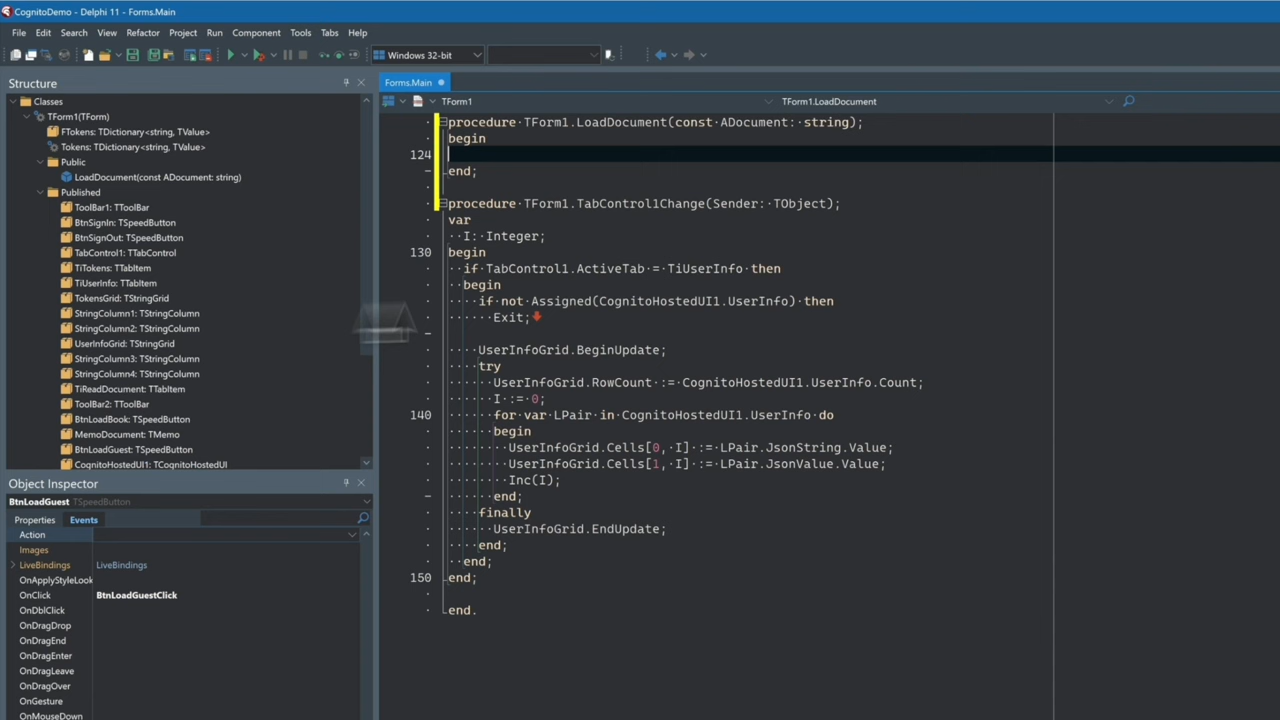 CognitoDemo - Delphi 11 - Forms.Main
File Edit Search View Refactor Project Run Component Tools Tabs Help
Windows 32-bit
Structure
Classes
TForm1(TForm)
FTokens: TDictionary<string, TValue>
Tokens: TDictionary<string, TValue>
Public
LoadDocument(const ADocument: string)
Published
ToolBar1: TToolBar
BtnSignIn: TSpeedButton
BtnSignOut: TSpeedButton
TabControl1: TTabControl
TiTokens: TTabItem
TiUserInfo: TTabItem
TokensGrid: TStringGrid
StringColumn1: TStringColumn
StringColumn2: TStringColumn
UserInfoGrid: TStringGrid
StringColumn3: TStringColumn
StringColumn4: TStringColumn
TiReadDocument: TTabItem
ToolBar2: TToolBar
BtnLoadBook: TSpeedButton
MemoDocument: TMemo
BtnLoadGuest: TSpeedButton
CognitoHostedUI1: TCognitoHostedUI
Object Inspector
BtnLoadGuest TSpeedButton
Properties Events
Action
Images
LiveBindings LiveBindings
OnApplyStyleLook
OnClick BtnLoadGuestClick
OnDblClick
OnDragDrop
OnDragEnd
OnDragEnter
OnDragLeave
OnDragOver
OnGesture
OnMouseDown
Forms.Main
TForm1 TForm1.LoadDocument
procedure TForm1.LoadDocument(const ADocument: string);
begin
124
end;
procedure TForm1.TabControl1Change(Sender: TObject);
var
I: Integer;
130 begin
if TabControl1.ActiveTab = TiUserInfo then
begin
if not Assigned(CognitoHostedUI1.UserInfo) then
Exit;
UserInfoGrid.BeginUpdate;
try
UserInfoGrid.RowCount := CognitoHostedUI1.UserInfo.Count;
I := 0;
140 for var LPair in CognitoHostedUI1.UserInfo do
begin
UserInfoGrid.Cells[0, I] := LPair.JsonString.Value;
UserInfoGrid.Cells[1, I] := LPair.JsonValue.Value;
Inc(I);
end;
finally
UserInfoGrid.EndUpdate;
end;
end;
150 end;
end.